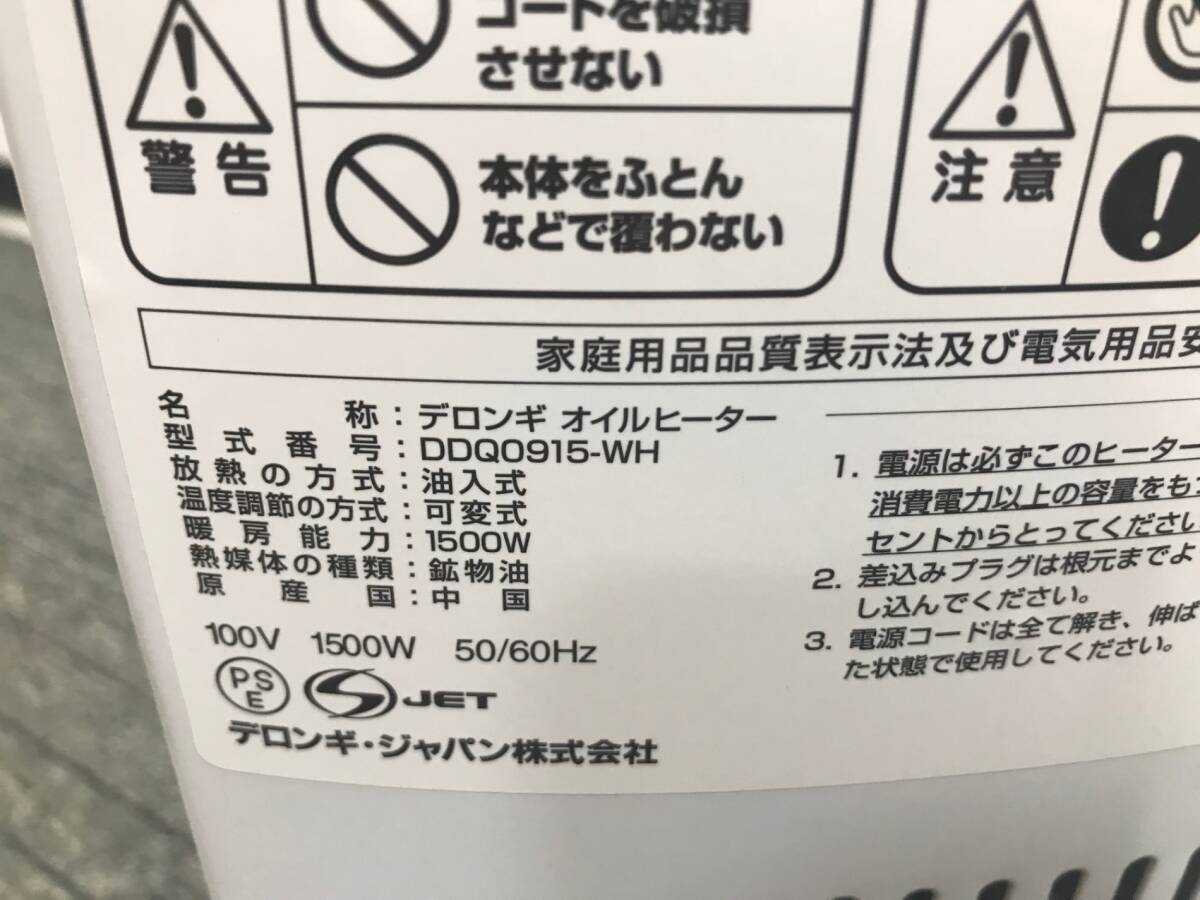 コードを破損
させない
警告
本体をふとん
などで覆わない
注意
家庭用品品質表示法及び電気用品安
名 称：デロンギ オイルヒーター
型 式 番 号：DDQ0915-WH
放熱の方式：油入式
温度調節の方式：可変式
暖 房 能 力：1500W
熱媒体の種類：鉱物油
原 産 国：中 国
100V 1500W 50/60Hz
PSE JET
デロンギ・ジャパン株式会社
1. 電源は必ずこのヒーター
消費電力以上の容量をも
セントからとってください
2. 差込みプラグは根元までよ
し込んでください。
3. 電源コードは全て解き、伸ば
た状態で使用してください。